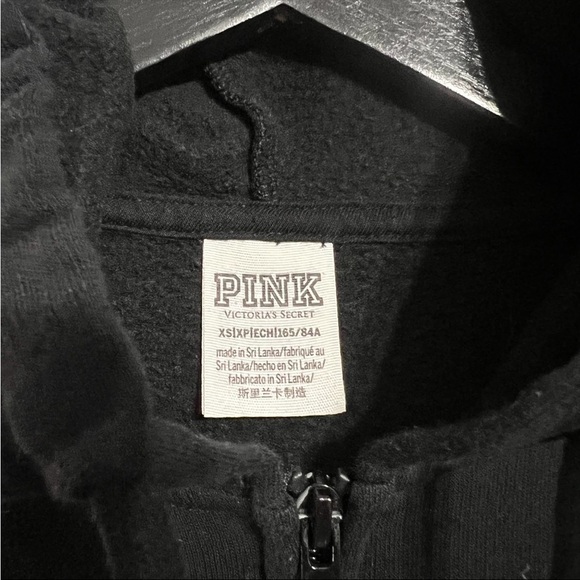 PINK
VICTORIA'S SECRET
XS|XP|ECH|165/84A
made in Sri Lanka/fabriqué au
Sri Lanka/hecho en Sri Lanka/
fabbricato in Sri Lanka/
斯里兰卡制造